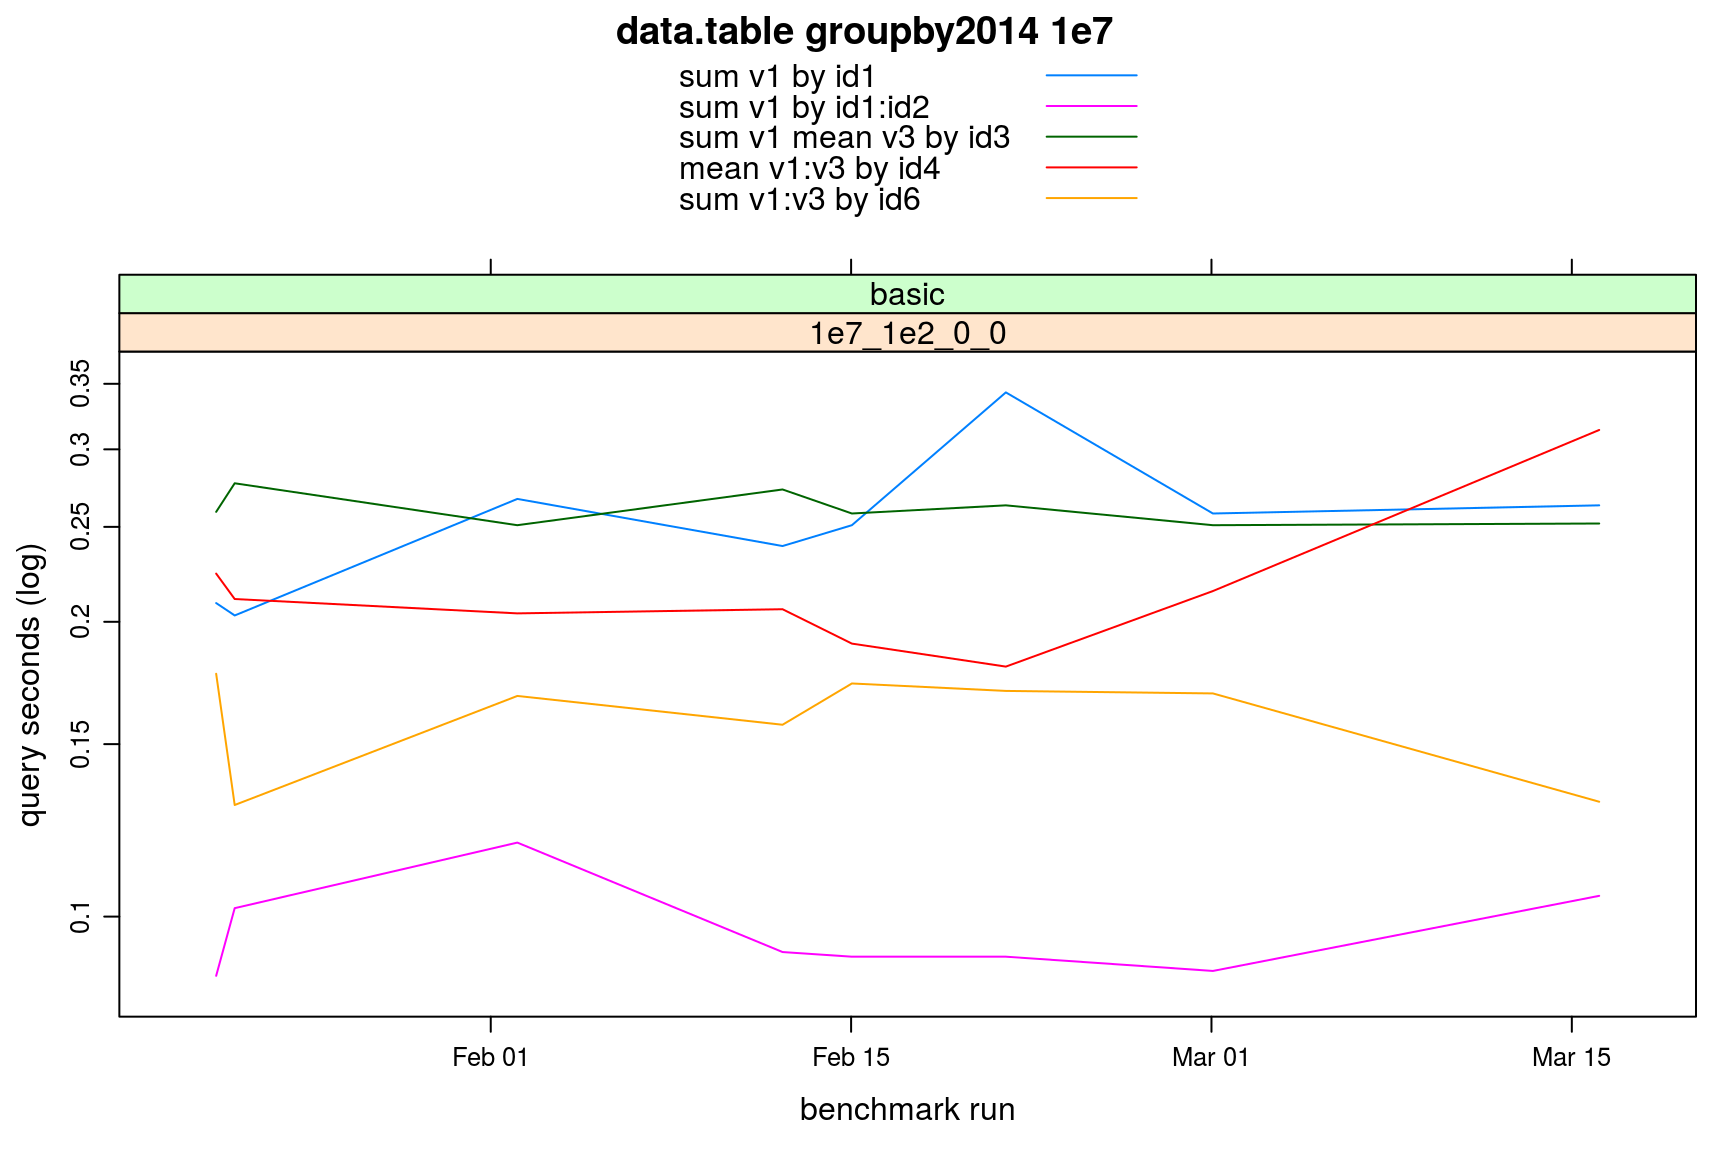 data.table groupby2014 1e7
sum v1 by id1
sum v1 by id1:id2
sum v1 mean v3 by id3
mean v1:v3 by id4
sum v1:v3 by id6
basic
1e7_1e2_0_0
query seconds (log)
0.35
0.3
0.25
0.2
0.15
0.1
Feb 01
Feb 15
Mar 01
Mar 15
benchmark run